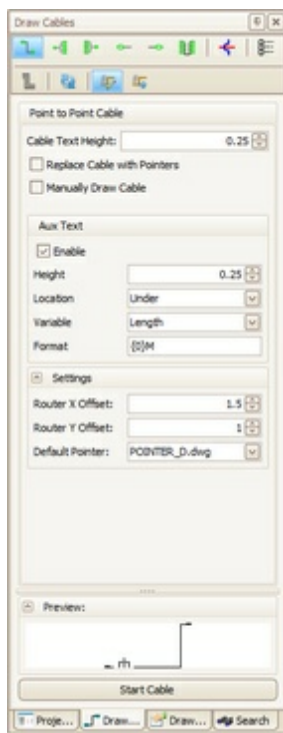 Draw Cables
Point to Point Cable
Cable Text Height: 0.25
Replace Cable with Pointers
Manually Draw Cable
Aux Text
Enable
Height 0.25
Location Under
Variable Length
Format {0}M
Settings
Router X Offset: 1.5
Router Y Offset: 1
Default Pointer: POINTER_D.dwg
Preview:
Start Cable
Proje... Draw... Draw... Search